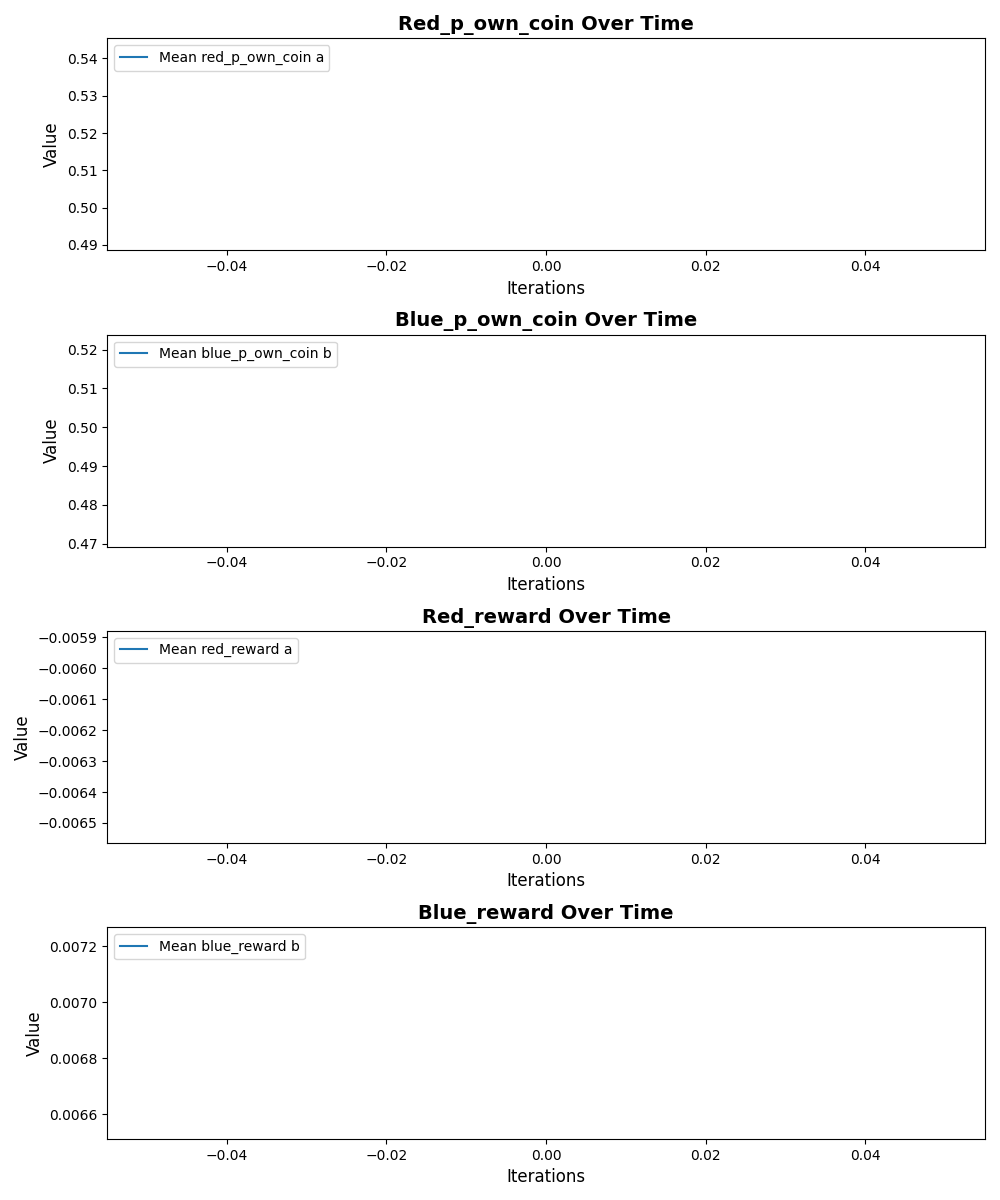 Red_p_own_coin Over Time
Mean red_p_own_coin a
Value
0.54
0.53
0.52
0.51
0.50
0.49
−0.04 −0.02 0.00 0.02 0.04
Iterations
Blue_p_own_coin Over Time
Mean blue_p_own_coin b
Value
0.52
0.51
0.50
0.49
0.48
0.47
−0.04 −0.02 0.00 0.02 0.04
Iterations
Red_reward Over Time
Mean red_reward a
Value
−0.0059
−0.0060
−0.0061
−0.0062
−0.0063
−0.0064
−0.0065
−0.04 −0.02 0.00 0.02 0.04
Iterations
Blue_reward Over Time
Mean blue_reward b
Value
0.0072
0.0070
0.0068
0.0066
−0.04 −0.02 0.00 0.02 0.04
Iterations